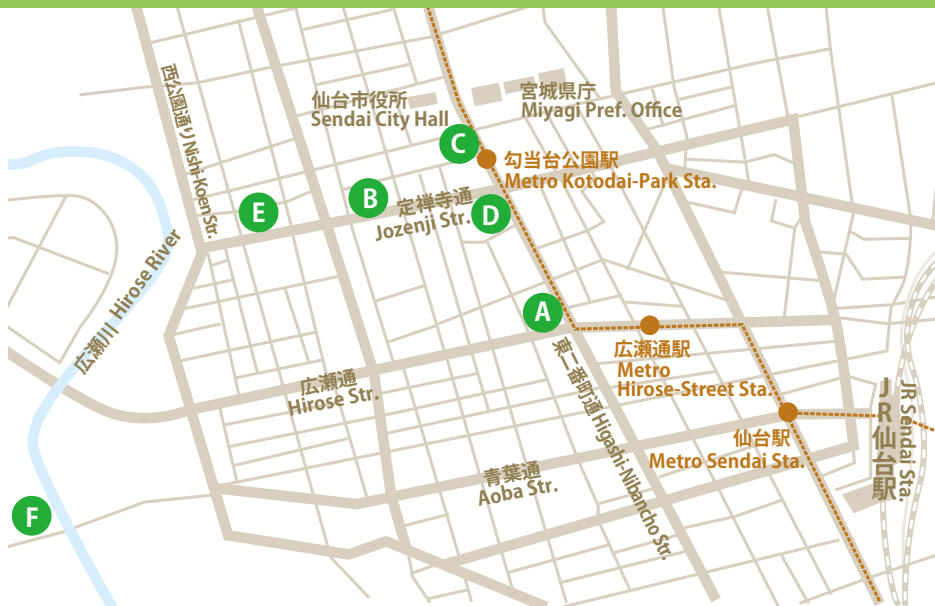 仙台市役所
Sendai City Hall
宮城県庁
Miyagi Pref. Office
西公園通り Nishi-Koen Str.
C
勾当台公園駅
Metro Kotodai-Park Sta.
E
B
定禅寺通
Jozenji Str.
D
広瀬川 Hirose River
A
広瀬通駅
Metro
Hirose-Street Sta.
東二番町通 Higashi-Nibancho Str.
広瀬通
Hirose Str.
JR仙台駅
JR Sendai Sta.
仙台駅
Metro Sendai Sta.
青葉通
Aoba Str.
F